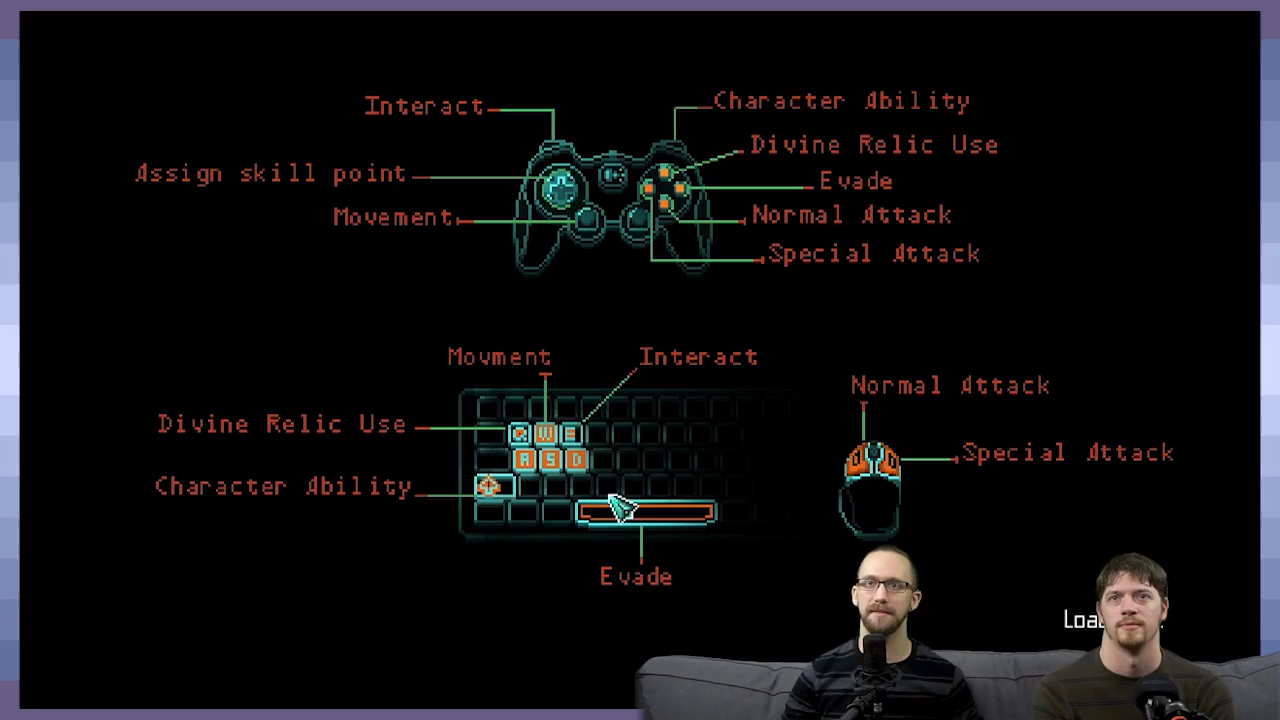 Interact
Character Ability
Divine Relic Use
Assign skill point
Evade
Movement
Normal Attack
Special Attack
Movment
Interact
Normal Attack
Divine Relic Use
Q W E
Special Attack
A S D
Character Ability
Evade